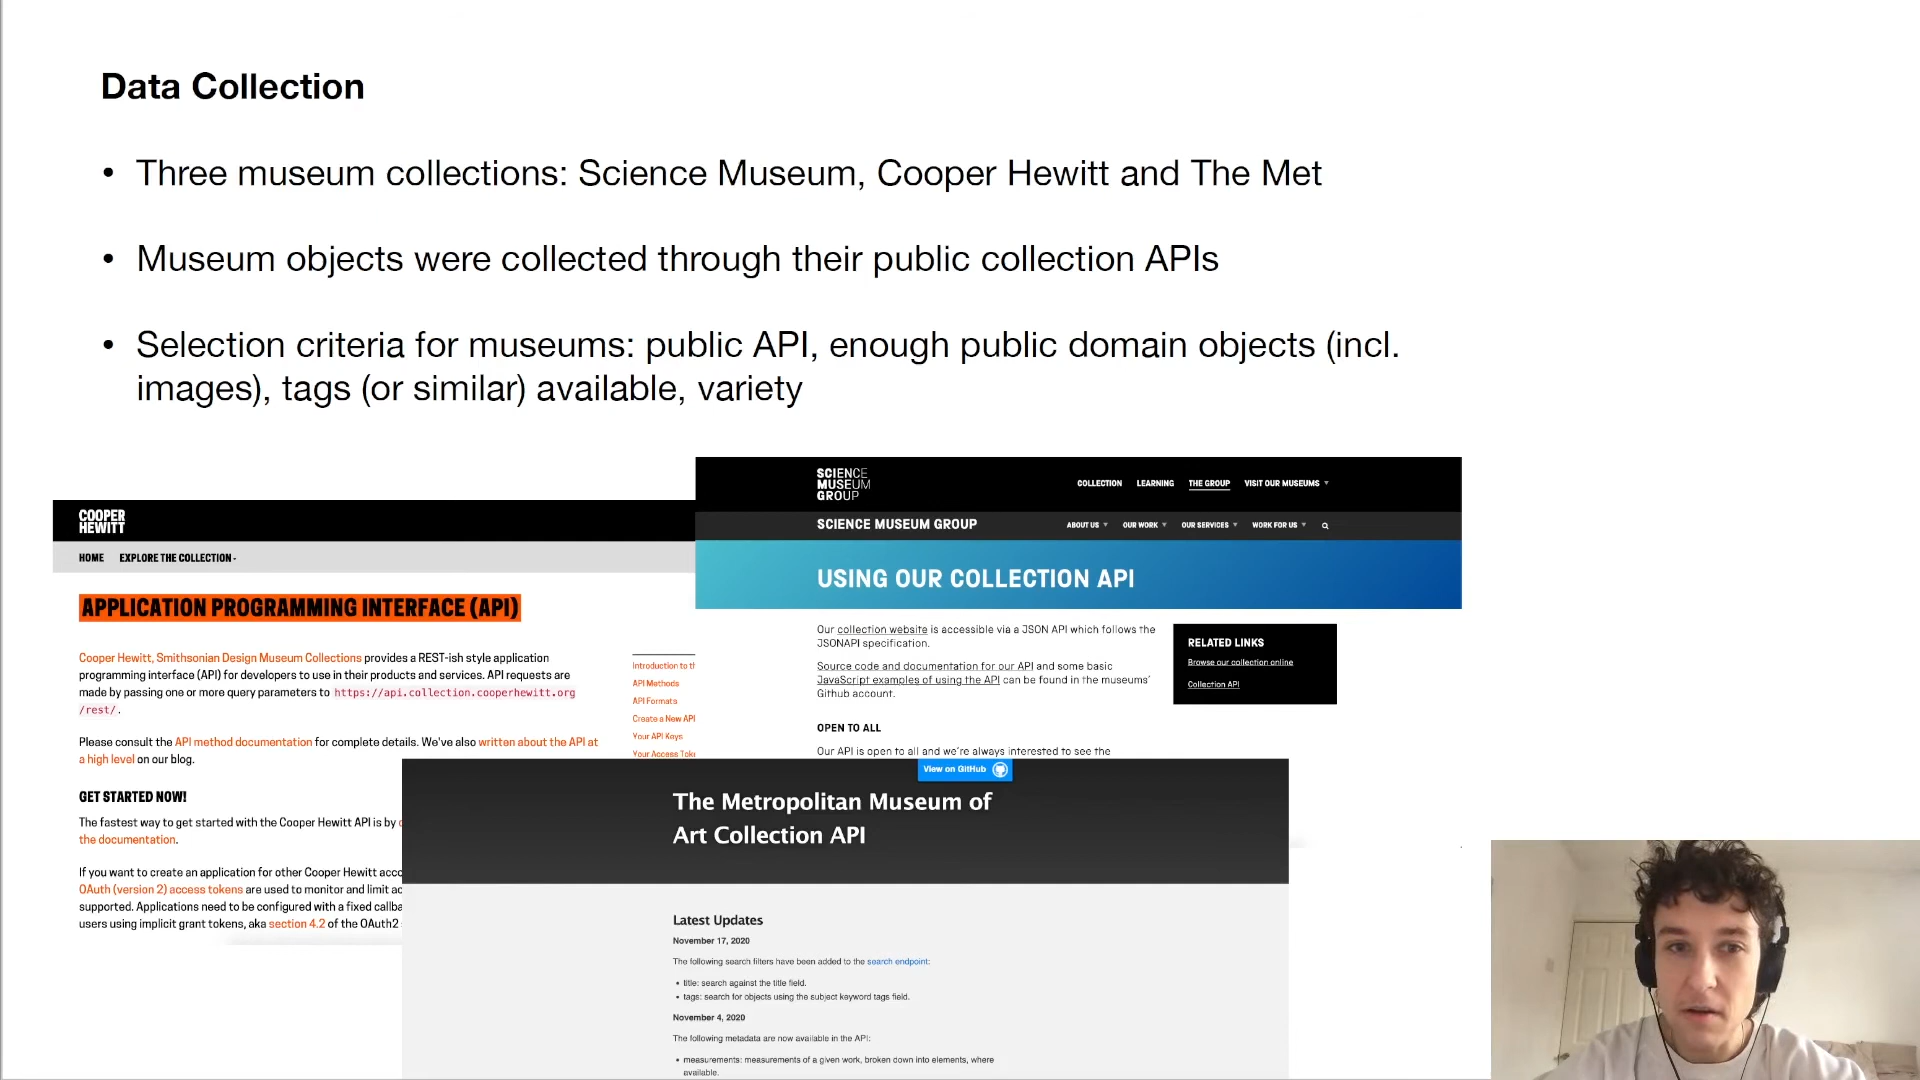 Data Collection
• Three museum collections: Science Museum, Cooper Hewitt and The Met
• Museum objects were collected through their public collection APIs
• Selection criteria for museums: public API, enough public domain objects (incl.
images), tags (or similar) available, variety
COOPER
HEWITT
HOME EXPLORE THE COLLECTION
APPLICATION PROGRAMMING INTERFACE (API)
Cooper Hewitt, Smithsonian Design Museum Collections provides a REST-ish style application
programming interface (API) for developers to use in their products and services. API requests are
made by passing one or more query parameters to https://api.collection.cooperhewitt.org
/rest/.
Please consult the API method documentation for complete details. We've also written about the API at
a high level on our blog.
GET STARTED NOW!
The fastest way to get started with the Cooper Hewitt API is by
the documentation.
If you want to create an application for other Cooper Hewitt
OAuth (version 2) access tokens are used to monitor and limit
supported. Applications need to be configured with a fixed
users using implicit grant tokens, aka section 4.2 of the OAuth2
Introduction to
API Methods
API Formats
Create a New API
Your API Keys
Your Access
SCIENCE
MUSEUM
GROUP
COLLECTION LEARNING THE GROUP VISIT OUR MUSEUMS
SCIENCE MUSEUM GROUP
ABOUT US OUR WORK OUR SERVICES WORK FOR US
USING OUR COLLECTION API
Our collection website is accessible via a JSON API which follows the
JSONAPI specification.
Source code and documentation for our API and some basic
JavaScript examples of using the API can be found in the museums'
Github account.
OPEN TO ALL
Our API is open to all and we're always interested to see the
RELATED LINKS
Browse our collection online
Collection API
View on GitHub
The Metropolitan Museum of
Art Collection API
Latest Updates
November 17, 2020
The following search filters have been added to the search endpoint:
• title: search against the title field.
• tags: search for objects using the subject keyword tags field.
November 4, 2020
The following metadata are now available in the API:
• measurements: measurements of a given work, broken down into elements, where
available.